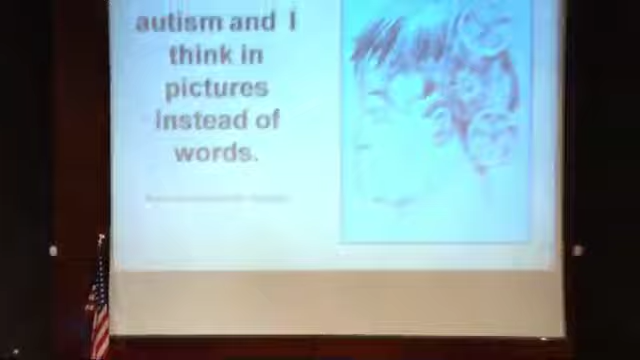 autism and I
think in
pictures
instead of
words.